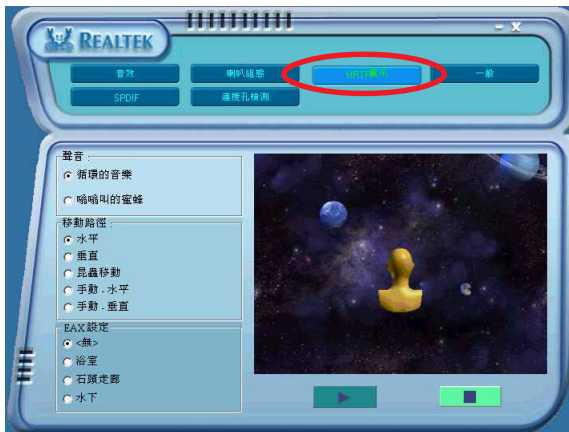 REALTEK
音效 喇叭組態 HRTF展示 一般
SPDIF 連接孔檢測
聲音:
循環的音樂
嗡嗡叫的蜜蜂
移動路徑:
水平
垂直
昆蟲移動
手動 - 水平
手動 - 垂直
EAX 設定
<無>
浴室
石頭走廊
水下